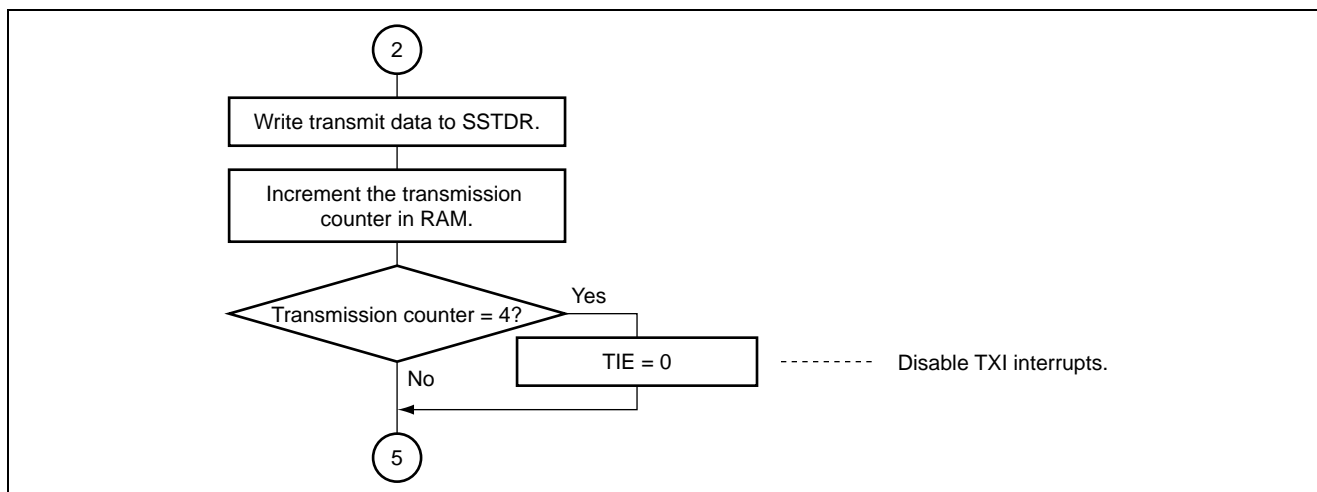 2
Write transmit data to SSTDR.
Increment the transmission
counter in RAM.
Transmission counter = 4?
Yes
TIE = 0
Disable TXI interrupts.
No
5